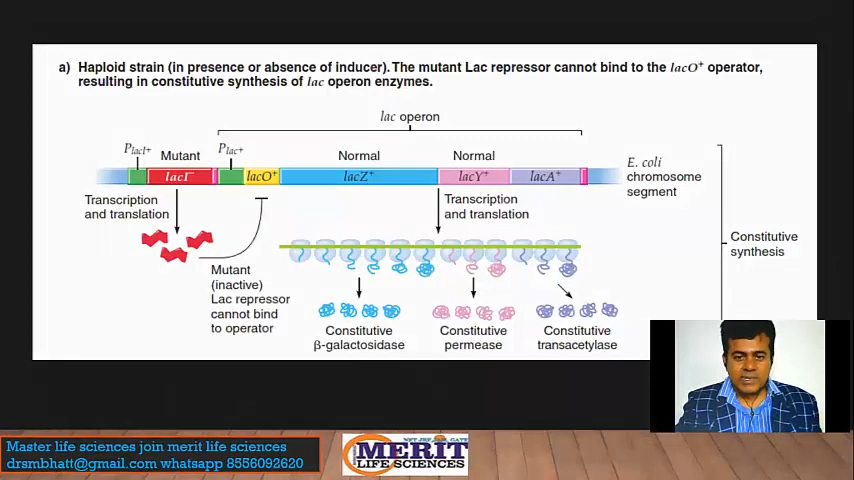 a) Haploid strain (in presence or absence of inducer). The mutant Lac repressor cannot bind to the lacO⁺ operator,
resulting in constitutive synthesis of lac operon enzymes.
lac operon
PlacI⁺
Mutant
Plac⁺
Normal
Normal
lacI⁻
lacO⁺
lacZ⁺
lacY⁺
lacA⁺
E. coli
chromosome
segment
Transcription
and translation
Transcription
and translation
Constitutive
synthesis
Mutant
(inactive)
Lac repressor
cannot bind
to operator
Constitutive
β-galactosidase
Constitutive
permease
Constitutive
transacetylase
Master life sciences join merit life sciences
drsmbhatt@gmail.com whatsapp 8556092620
MERIT
LIFE SCIENCES